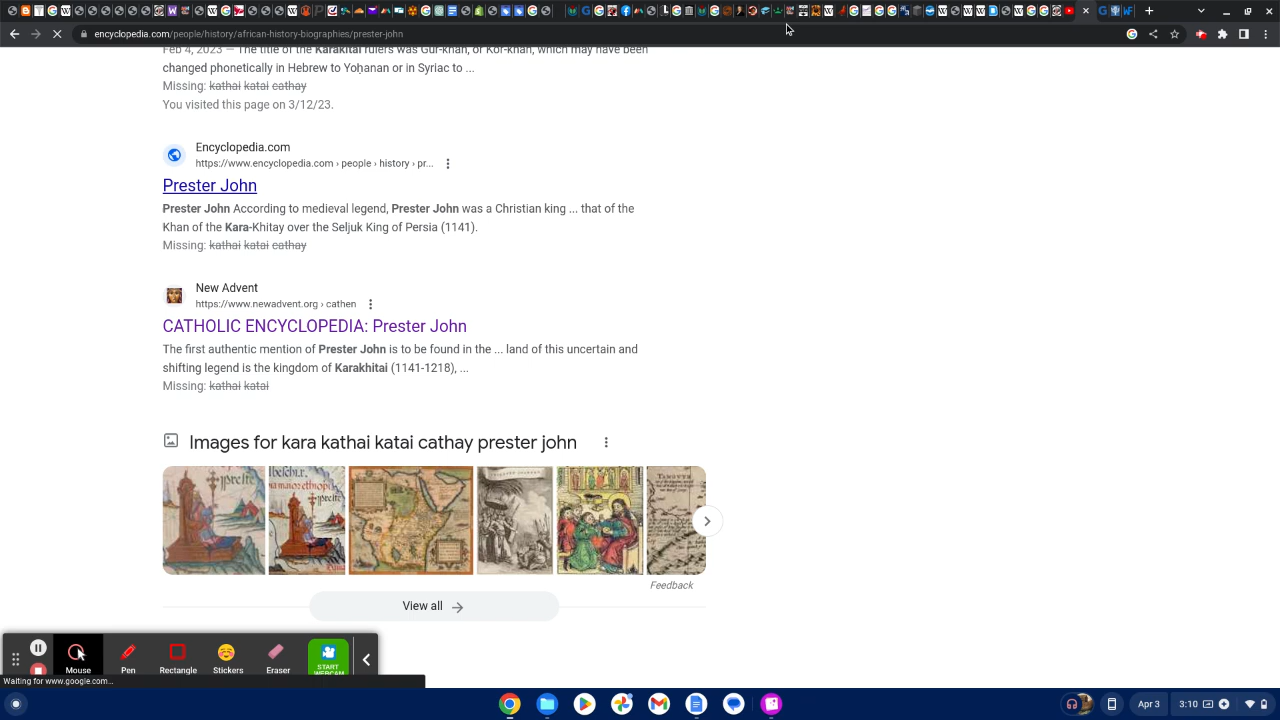 encyclopedia.com/people/history/african-history-biographies/prester-john
Feb 4, 2023 — The title of the Karakitai rulers was Gur-khan, or Kor-khan, which may have been
changed phonetically in Hebrew to Yoḥanan or in Syriac to ...
Missing: kathai katai cathay
You visited this page on 3/12/23.
Encyclopedia.com
https://www.encyclopedia.com › people › history › pr...
Prester John
Prester John According to medieval legend, Prester John was a Christian king ... that of the
Khan of the Kara-Khitay over the Seljuk King of Persia (1141).
Missing: kathai katai cathay
New Advent
https://www.newadvent.org › cathen
CATHOLIC ENCYCLOPEDIA: Prester John
The first authentic mention of Prester John is to be found in the ... land of this uncertain and
shifting legend is the kingdom of Karakhitai (1141-1218), ...
Missing: kathai katai
Images for kara kathai katai cathay prester john
Feedback
View all
Mouse
Pen
Rectangle
Stickers
Eraser
START
WEBCAM
Waiting for www.google.com...
Apr 3
3:10